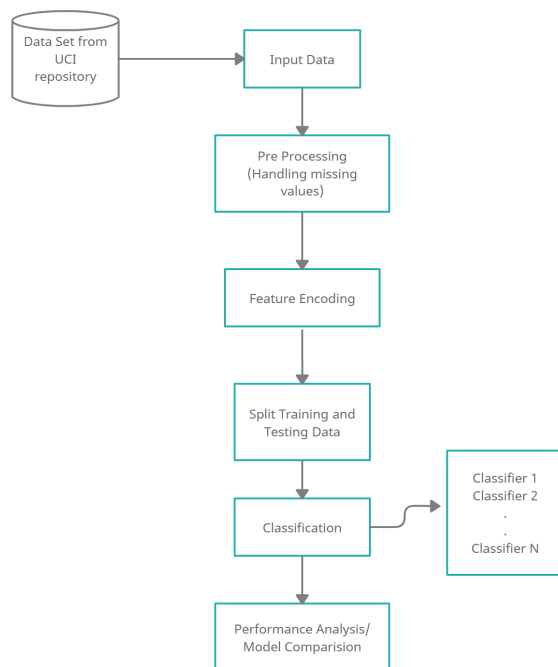 Data Set from
UCI
repository
Input Data
Pre Processing
(Handling missing
values)
Feature Encoding
Split Training and
Testing Data
Classification
Classifier 1
Classifier 2
.
.
Classifier N
Performance Analysis/
Model Comparision